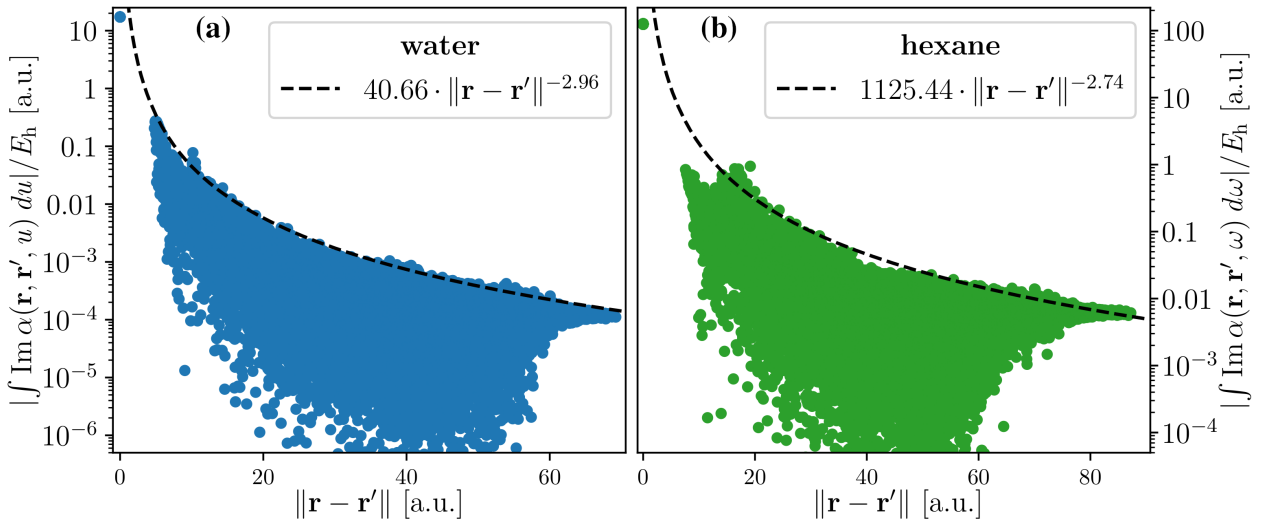 (a)
water
40.66 · ‖r − r′‖^−2.96
|∫ Im α(r, r′, u) du|/E_h [a.u.]
10
1
0.1
0.01
10^−3
10^−4
10^−5
10^−6
0 20 40 60
‖r − r′‖ [a.u.]
(b)
hexane
1125.44 · ‖r − r′‖^−2.74
100
10
1
0.1
0.01
10^−3
10^−4
|∫ Im α(r, r′, ω) dω|/E_h [a.u.]
0 20 40 60 80
‖r − r′‖ [a.u.]